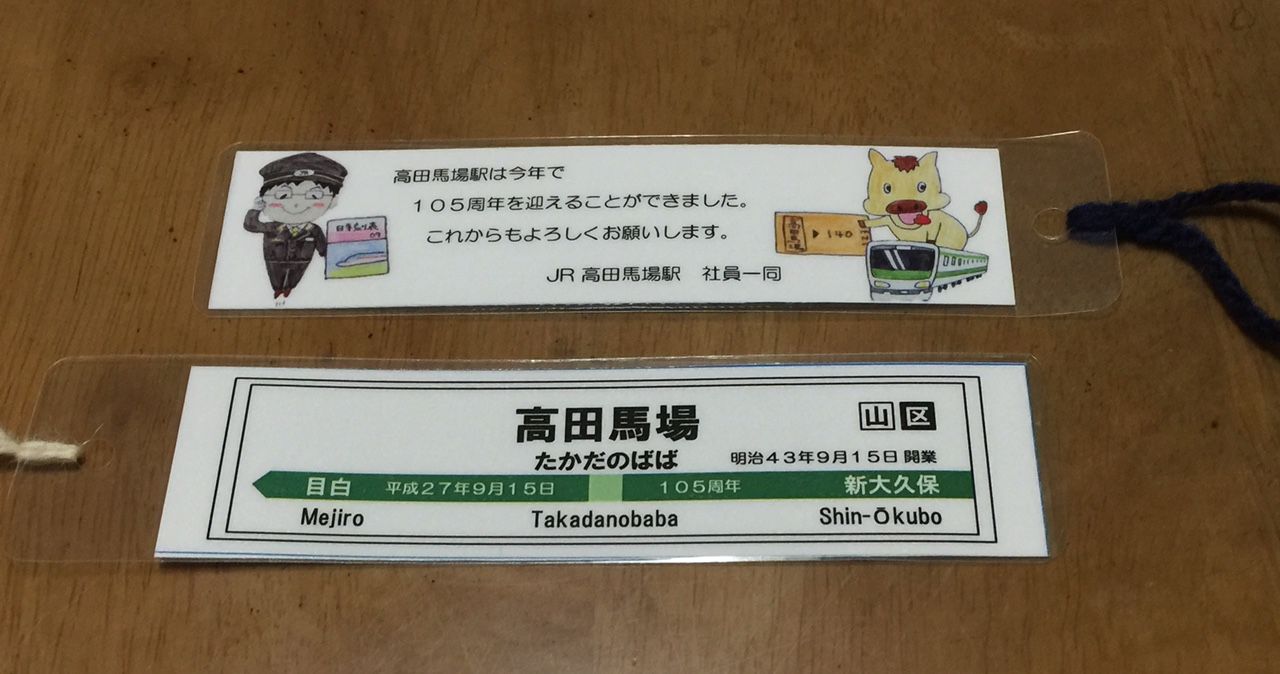 高田馬場駅は今年で
１０５周年を迎えることができました。
これからもよろしくお願いします。
JR 高田馬場駅　社員一同
高田馬場
▶140
高田馬場
山区
たかだのばば
明治４３年９月１５日 開業
目白　平成２７年９月１５日　１０５周年　新大久保
Mejiro　Takadanobaba　Shin-Ōkubo